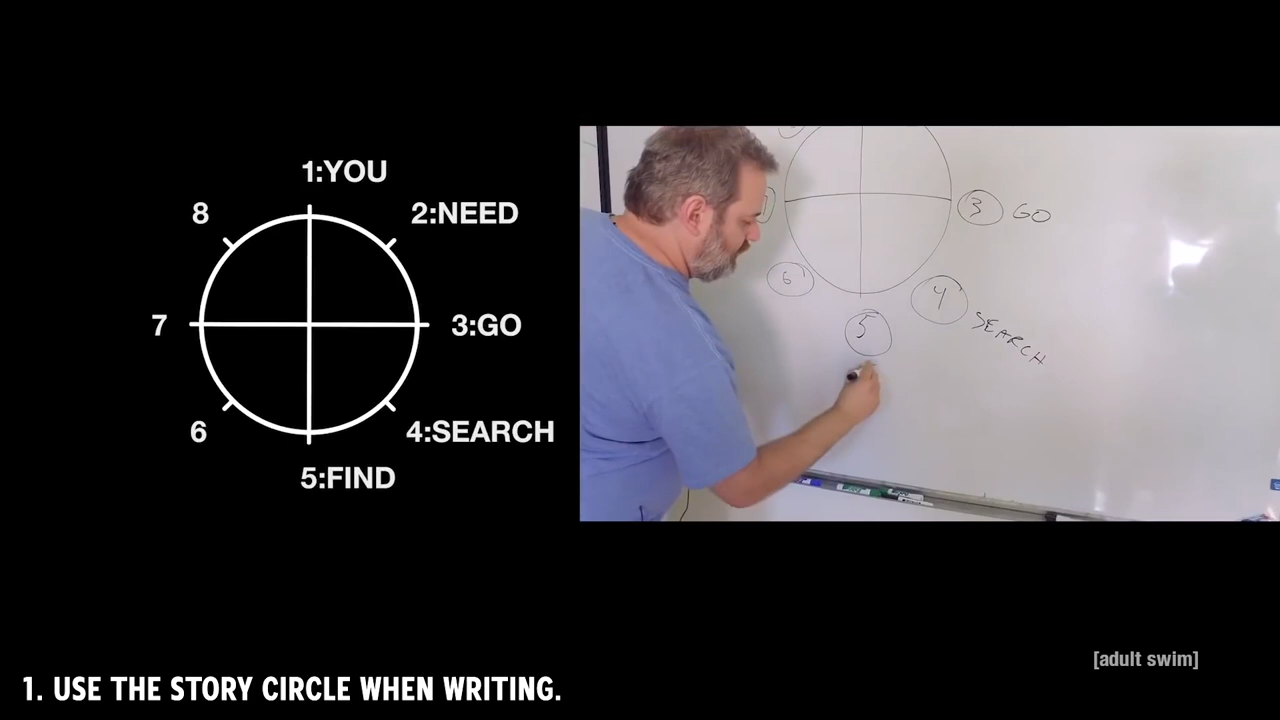 1:YOU
8
2:NEED
7
3:GO
6
4:SEARCH
5:FIND
3 GO
6
4
SEARCH
5
[adult swim]
1. USE THE STORY CIRCLE WHEN WRITING.